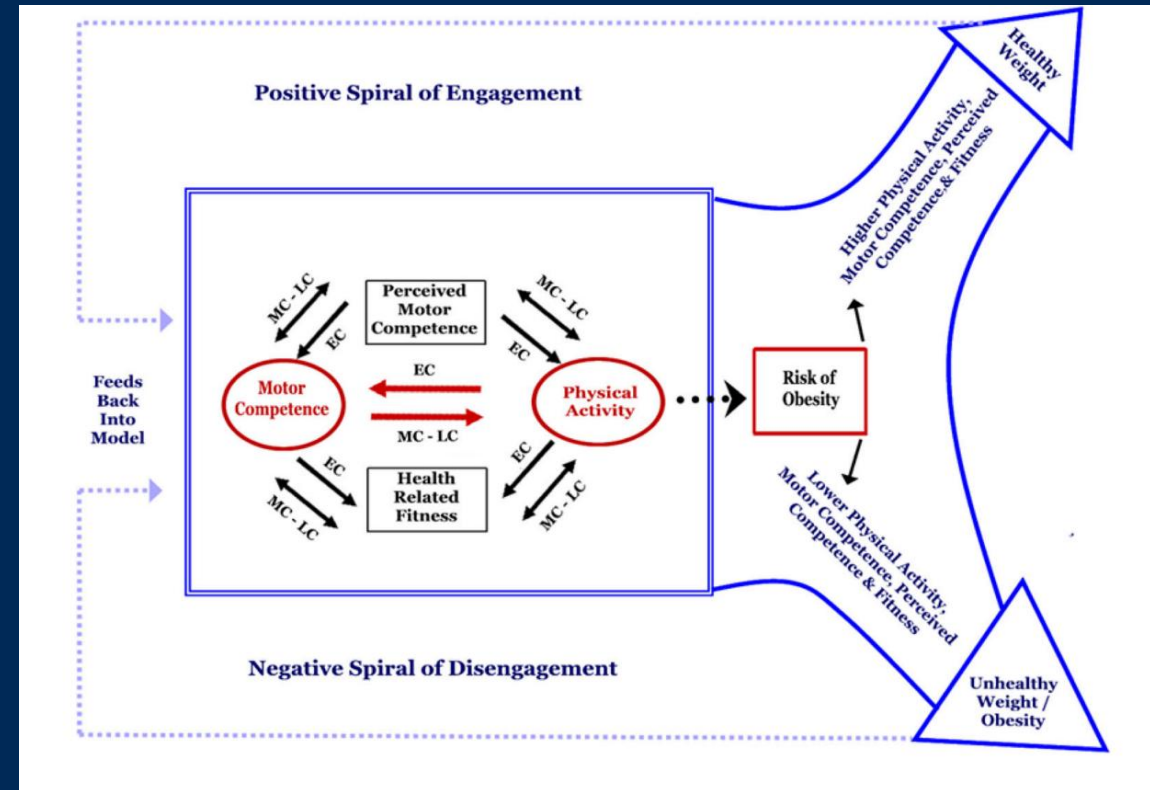 Healthy
Weight
Positive Spiral of Engagement
Higher Physical Activity,
Motor Competence, Perceived
Competence,& Fitness
MC - LC
EC
Perceived
Motor
Competence
MC - LC
EC
Feeds
Back
Into
Model
Motor
Competence
EC
MC - LC
Physical
Activity
Risk of
Obesity
EC
MC - LC
Health
Related
Fitness
EC
MC - LC
Lower Physical Activity,
Motor Competence, Perceived
Competence & Fitness
Negative Spiral of Disengagement
Unhealthy
Weight /
Obesity